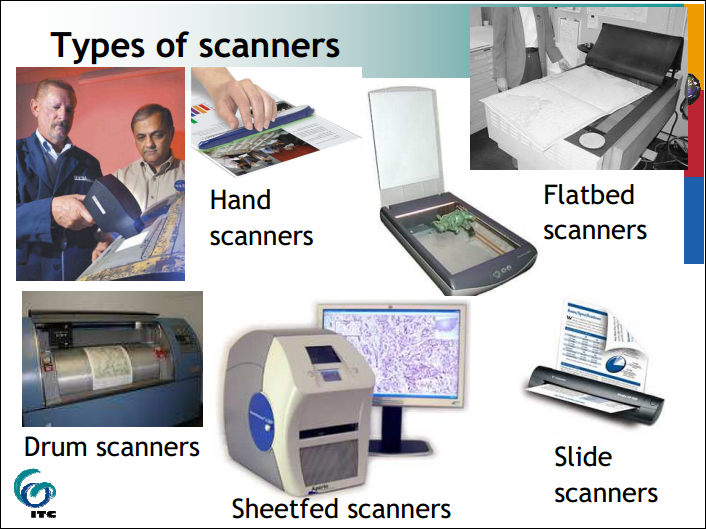 Types of scanners
Hand
scanners
Flatbed
scanners
Drum scanners
Sheetfed scanners
Slide
scanners
ITC